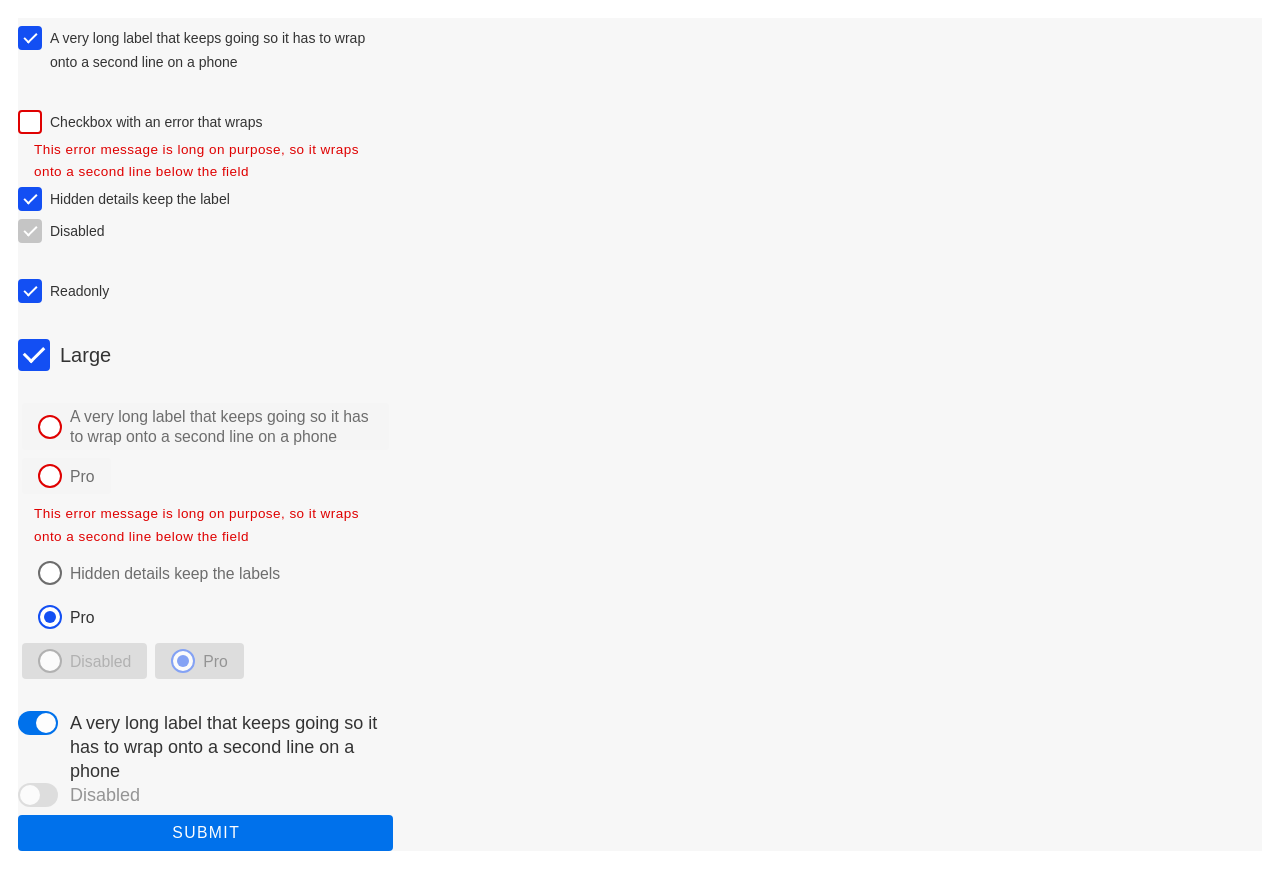 A very long label that keeps going so it has to wrap
onto a second line on a phone
Checkbox with an error that wraps
This error message is long on purpose, so it wraps
onto a second line below the field
Hidden details keep the label
Disabled
Readonly
Large
A very long label that keeps going so it has
to wrap onto a second line on a phone
Pro
This error message is long on purpose, so it wraps
onto a second line below the field
Hidden details keep the labels
Pro
Disabled Pro
A very long label that keeps going so it
has to wrap onto a second line on a
phone
Disabled
SUBMIT